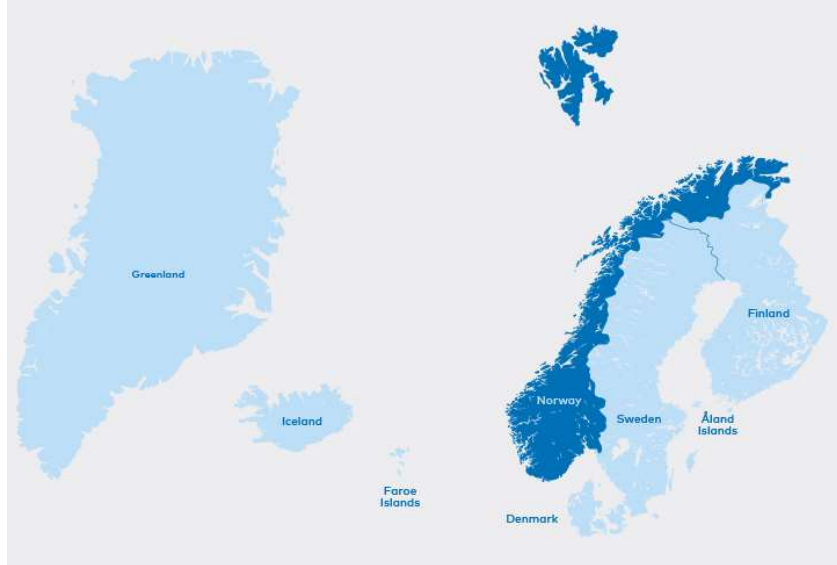 Greenland
Finland
Norway
Iceland
Sweden
Åland
Islands
Faroe
Islands
Denmark